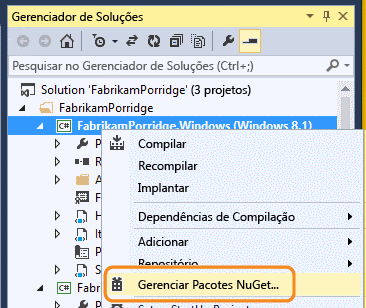 Gerenciador de Soluções
Pesquisar no Gerenciador de Soluções (Ctrl+;)
Solution 'FabrikamPorridge' (3 projetos)
FabrikamPorridge
C# FabrikamPorridge.Windows (Windows 8.1)
Compilar
Recompilar
Implantar
Dependências de Compilação
Adicionar
Repositório
Gerenciar Pacotes NuGet...
C#